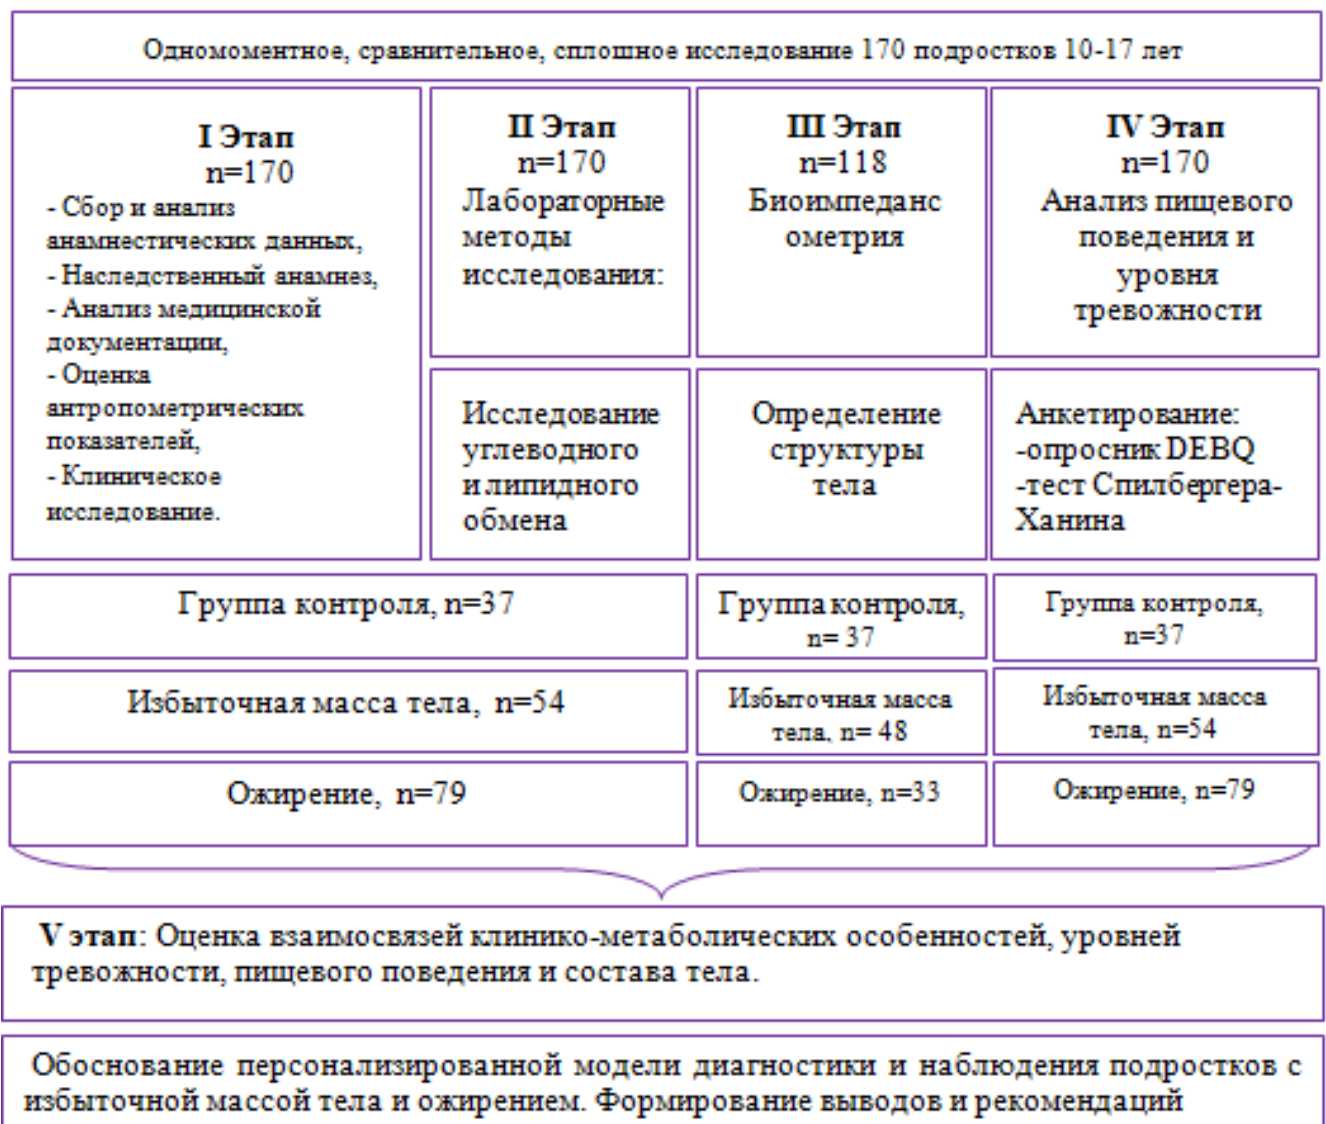 Одномоментное, сравнительное, сплошное исследование 170 подростков 10-17 лет
I Этап
n=170
- Сбор и анализ
анамнестических данных,
- Наследственный анамнез,
- Анализ медицинской
документации,
- Оценка
антропометрических
показателей,
- Клиническое
исследование.
II Этап
n=170
Лабораторные
методы
исследования:
Исследование
углеводного
и липидного
обмена
III Этап
n=118
Биоимпеданс
ометрия
Определение
структуры
тела
IV Этап
n=170
Анализ пищевого
поведения и
уровня
тревожности
Анкетирование:
-опросник DEBQ
-тест Спилбергера-
Ханина
Группа контроля, n=37
Группа контроля,
n= 37
Группа контроля,
n=37
Избыточная масса тела, n=54
Избыточная масса
тела. n= 48
Избыточная масса
тела, n=54
Ожирение, n=79
Ожирение, n=33
Ожирение, n=79
V этап: Оценка взаимосвязей клинико-метаболических особенностей, уровней
тревожности, пищевого поведения и состава тела.
Обоснование персонализированной модели диагностики и наблюдения подростков с
избыточной массой тела и ожирением. Формирование выводов и рекомендаций